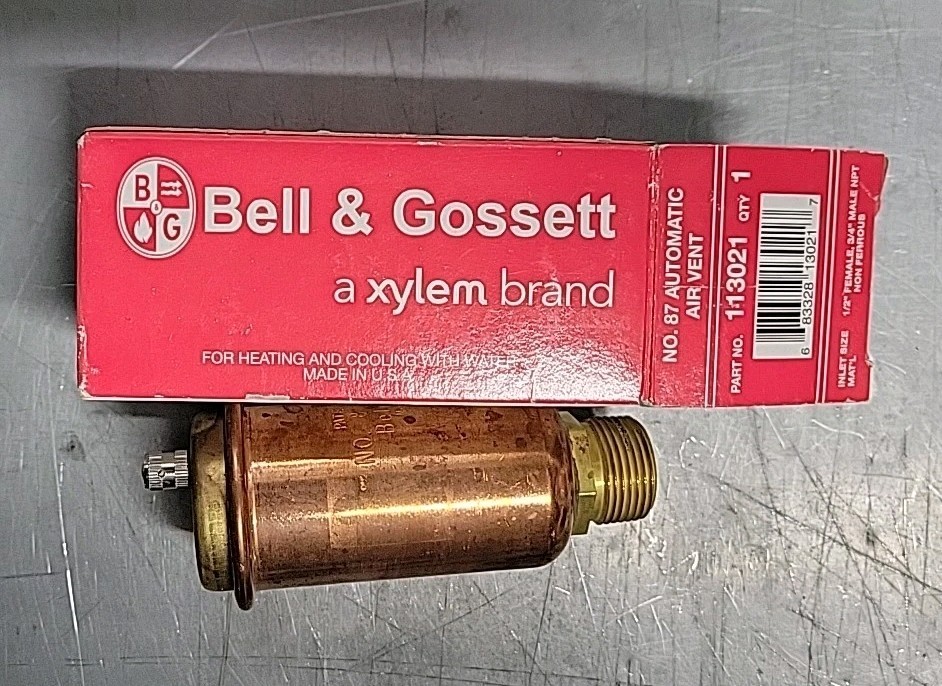 B & G
Bell & Gossett
a xylem brand
FOR HEATING AND COOLING WITH WATER
MADE IN U.S.A.
NO. 87 AUTOMATIC
AIR VENT
PART NO. 113021 QTY 1
6 83328 13021 7
INLET SIZE 1/2" FEMALE, 3/4" MALE NPT
MAT'L NON FERROUS
NO.